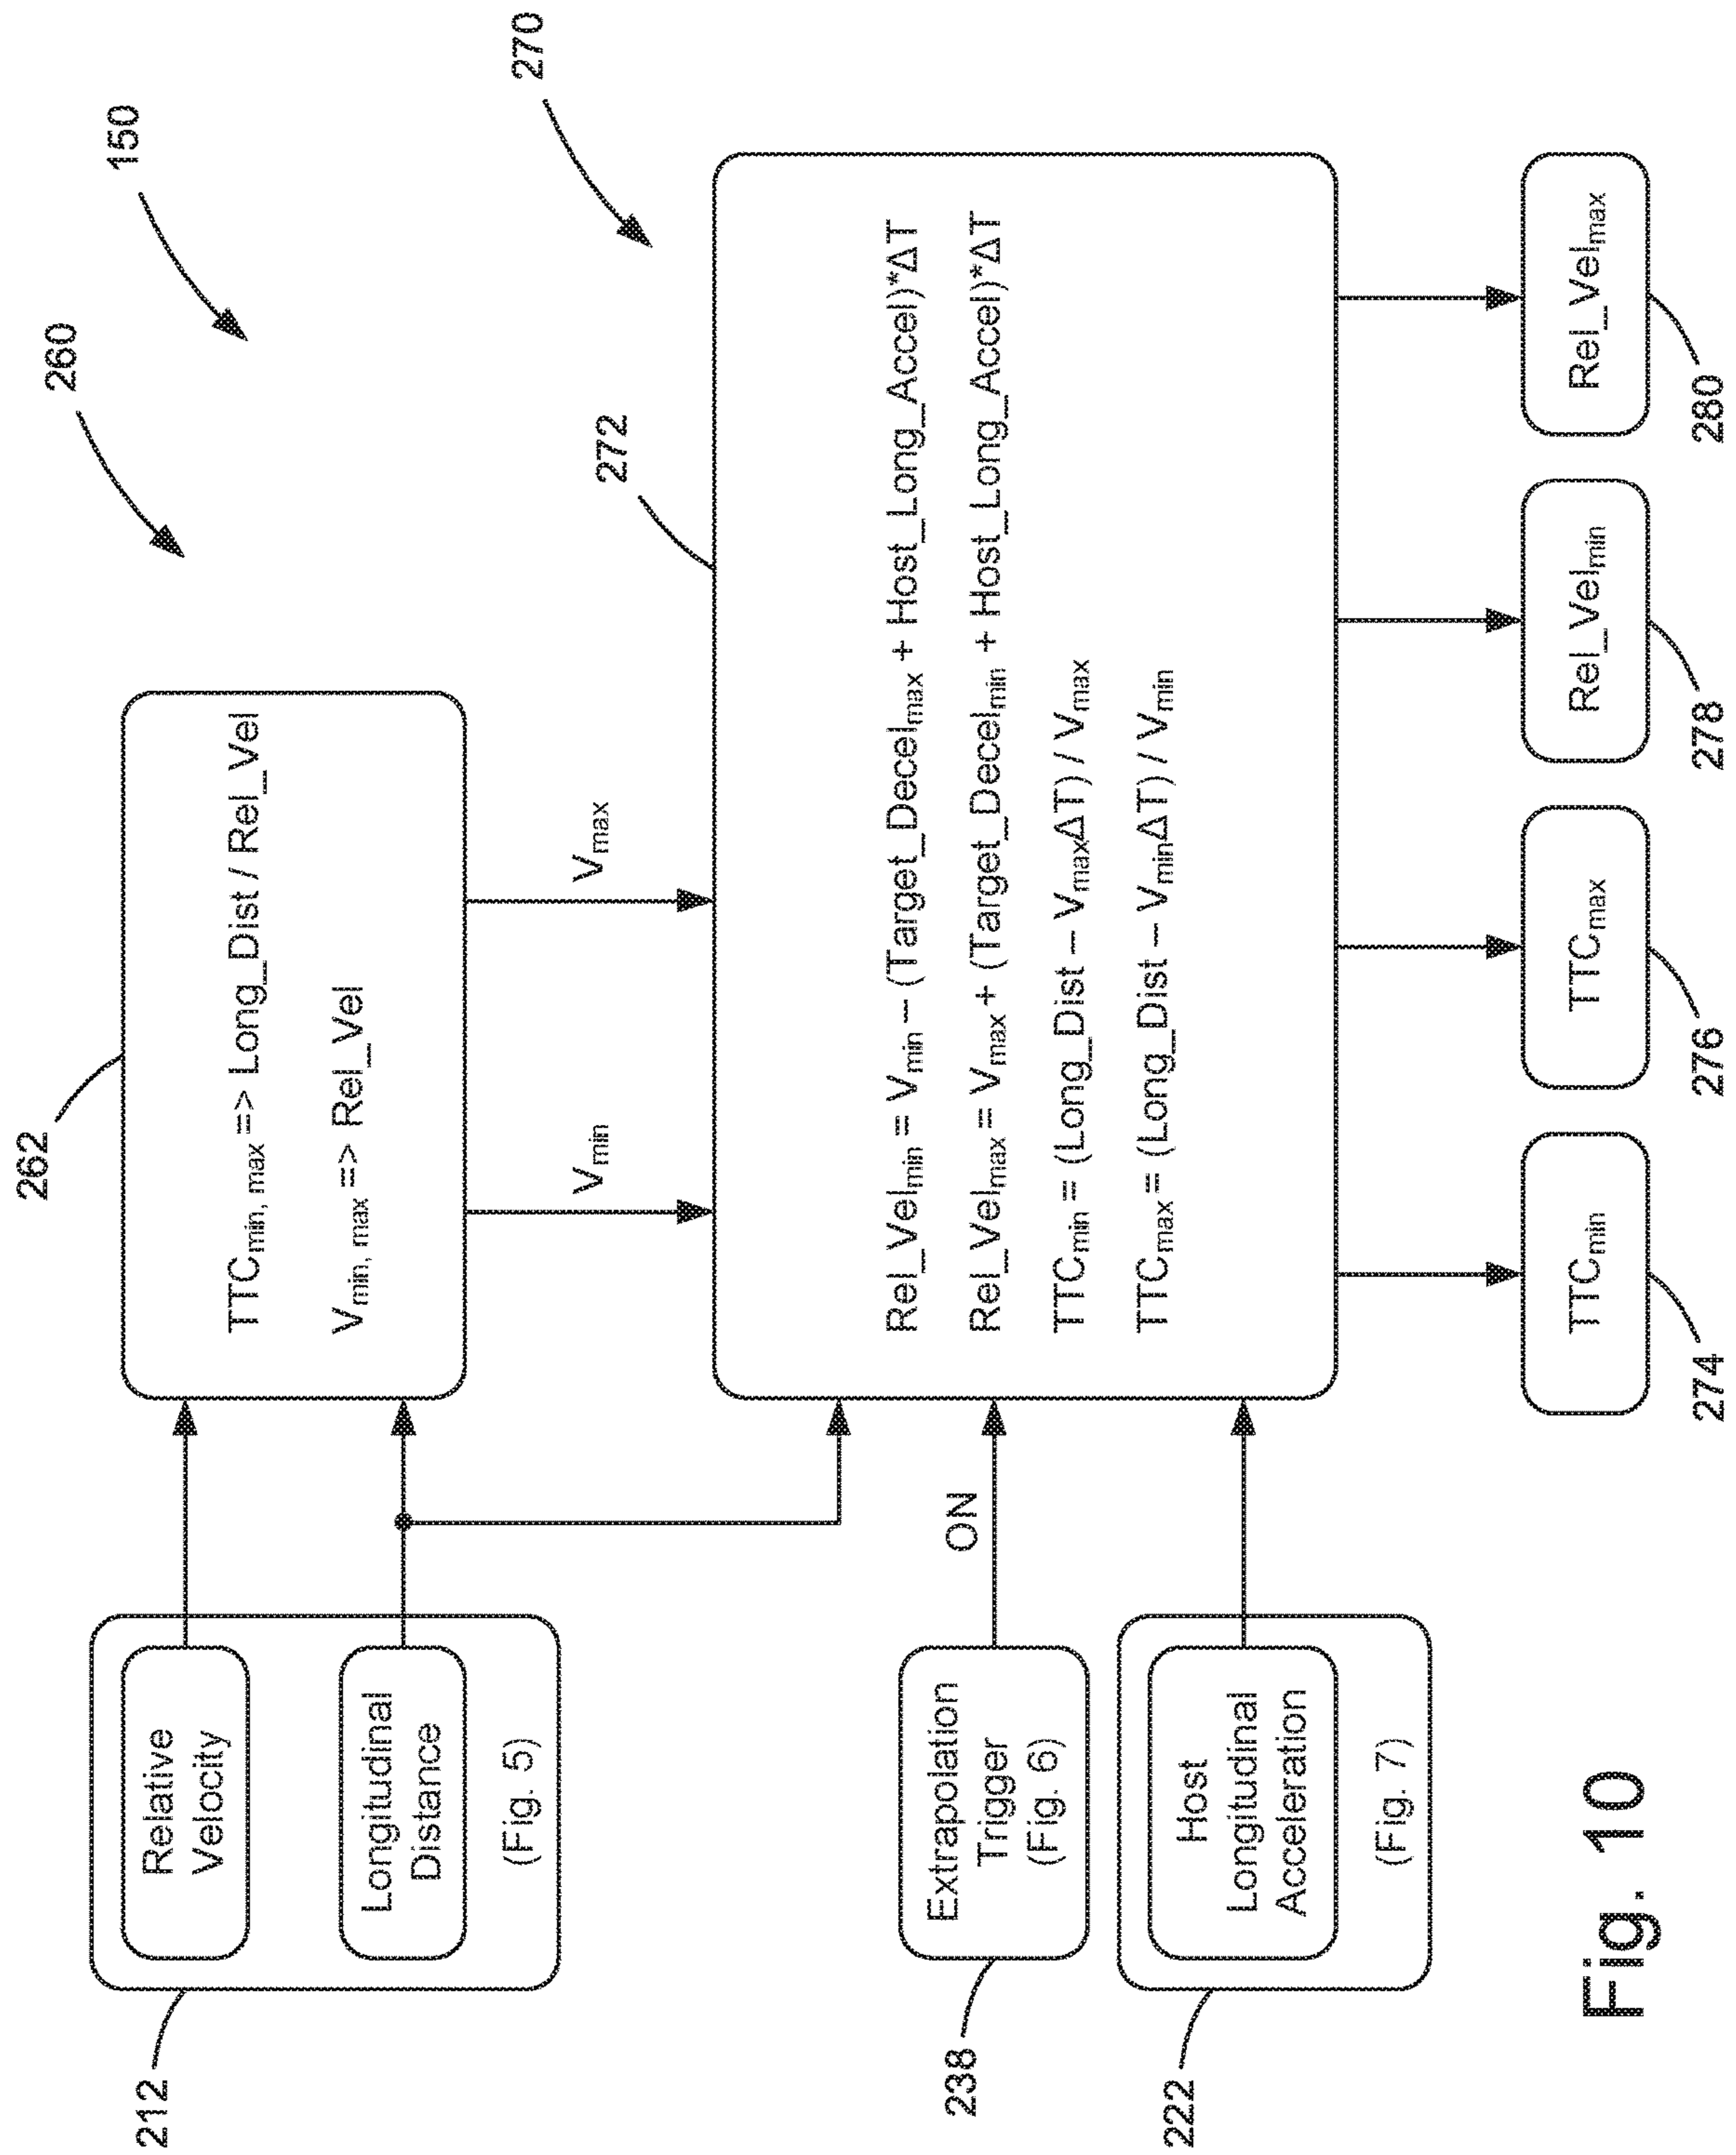 150
260
270
212
Relative
Velocity
Longitudinal
Distance
(Fig. 5)
262
TTCmin, max => Long_Dist / Rel_Vel
Vmin, max => Rel_Vel
Vmin
Vmax
272
238
Extrapolation
Trigger
(Fig. 6)
ON
222
Host
Longitudinal
Acceleration
(Fig. 7)
Rel_Velmin = Vmin – (Target_Decelmax + Host_Long_Accel)*ΔT
Rel_Velmax = Vmax + (Target_Decelmin + Host_Long_Accel)*ΔT
TTCmin = (Long_Dist – VmaxΔT) / Vmax
TTCmax = (Long_Dist – VminΔT) / Vmin
TTCmin
TTCmax
Rel_Velmin
Rel_Velmax
274
276
278
280
Fig. 10